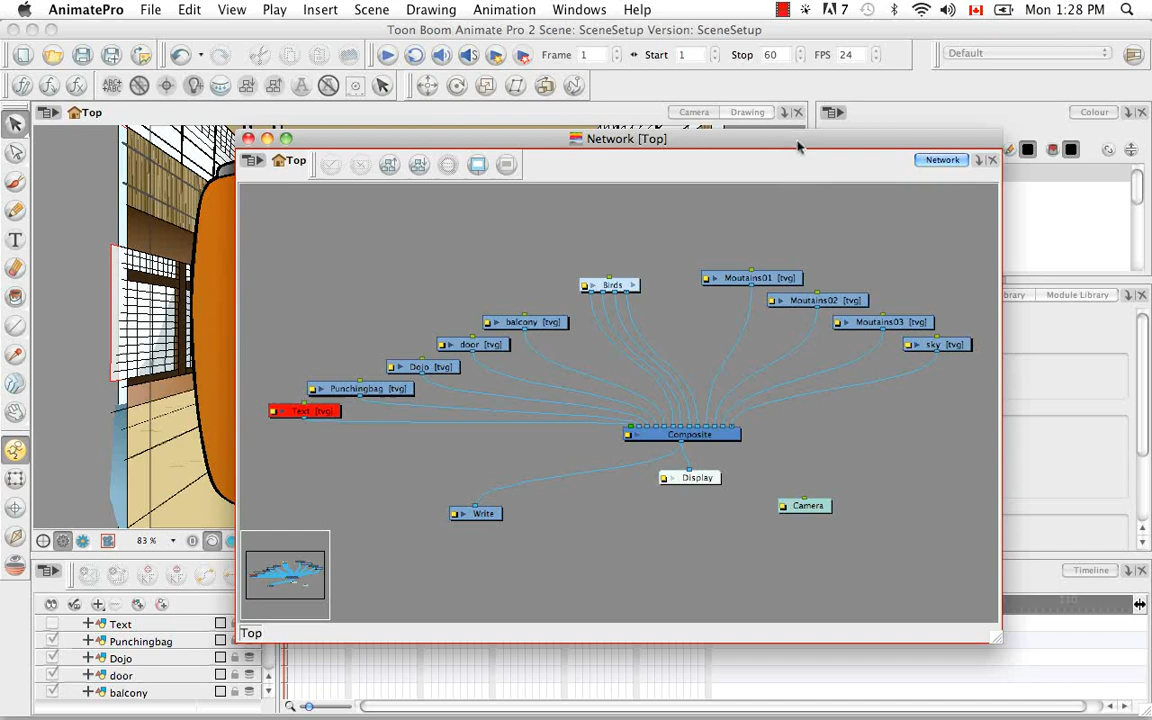 AnimatePro File Edit View Play Insert Scene Drawing Animation Windows Help 7 Mon 1:28 PM
Toon Boom Animate Pro 2 Scene: SceneSetup Version: SceneSetup
Frame 1 Start 1 Stop 60 FPS 24 Default
Top Camera Drawing Colour
Network [Top]
Top Network
Birds
Moutains01 [tvg]
Moutains02 [tvg]
balcony [tvg]
Moutains03 [tvg]
door [tvg]
sky [tvg]
Dojo [tvg]
Punchingbag [tvg]
Text [tvg]
Composite
Display
Camera
Write
Module Library
83 %
Timeline
Text
Top
Punchingbag
Dojo
door
balcony